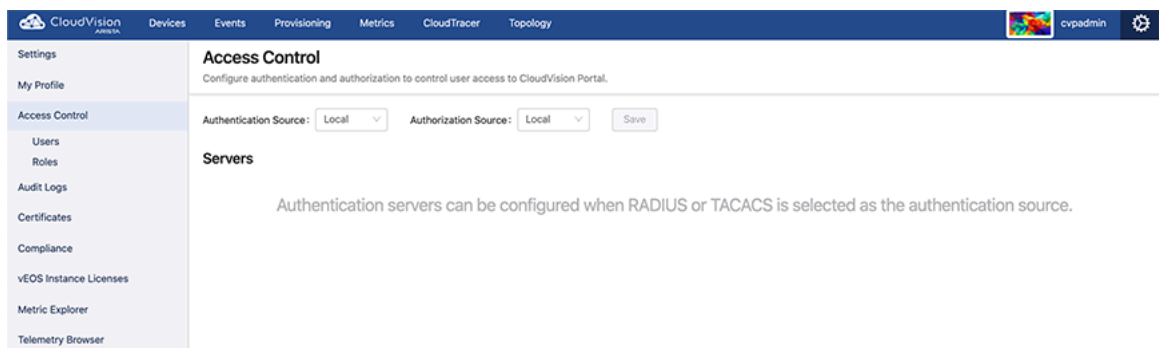 CloudVision Devices Events Provisioning Metrics CloudTracer Topology cvpadmin
ARISTA
Settings
My Profile
Access Control
Users
Roles
Audit Logs
Certificates
Compliance
vEOS Instance Licenses
Metric Explorer
Telemetry Browser
Access Control
Configure authentication and authorization to control user access to CloudVision Portal.
Authentication Source: Local Authorization Source: Local Save
Servers
Authentication servers can be configured when RADIUS or TACACS is selected as the authentication source.